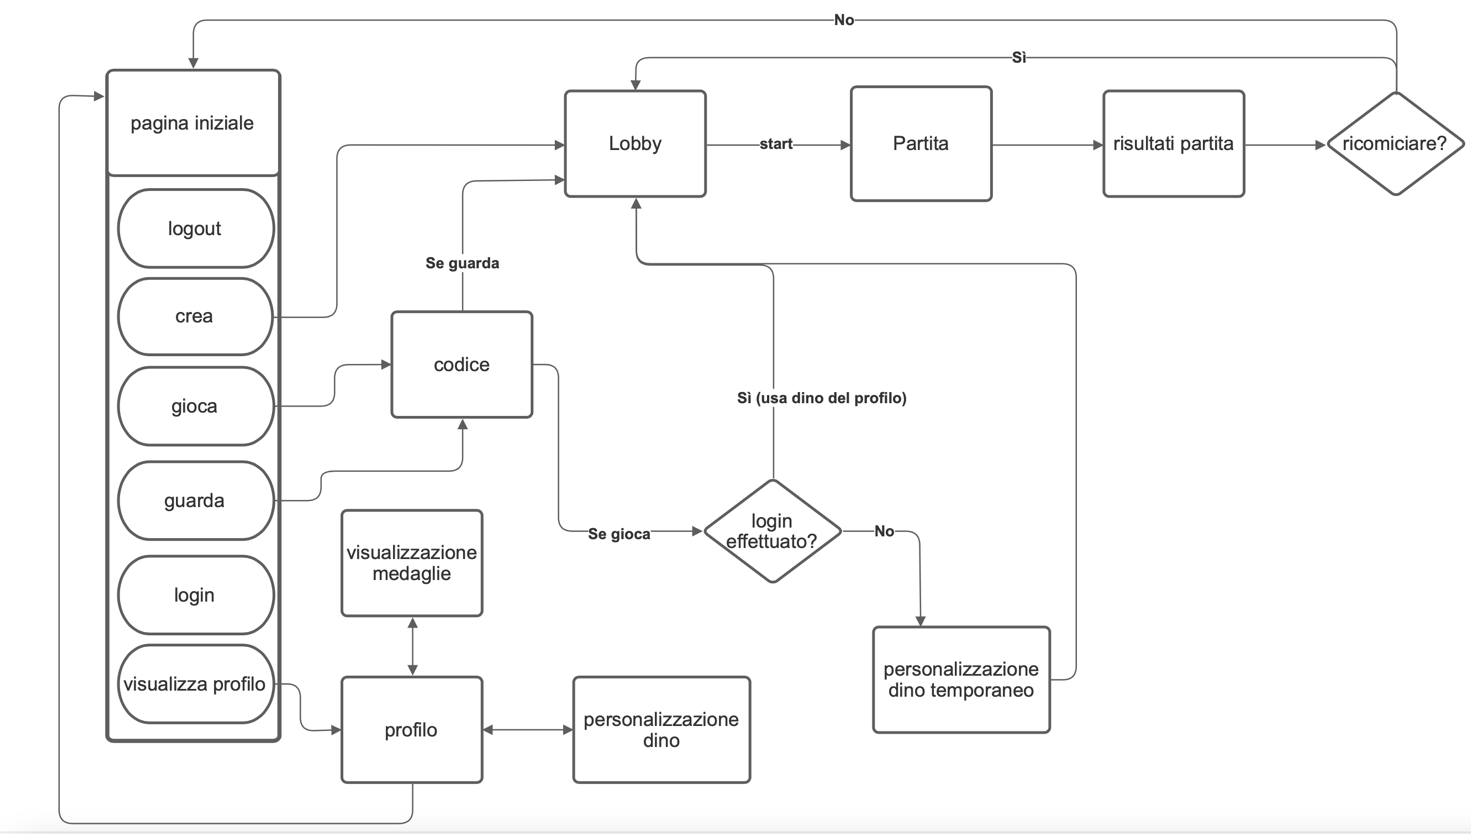 No
Sì
pagina iniziale
Lobby
start
Partita
risultati partita
ricomiciare?
logout
Se guarda
crea
codice
gioca
Sì (usa dino del profilo)
guarda
login
effettuato?
No
Se gioca
visualizzazione
medaglie
login
visualizza profilo
personalizzazione
dino temporaneo
profilo
personalizzazione
dino